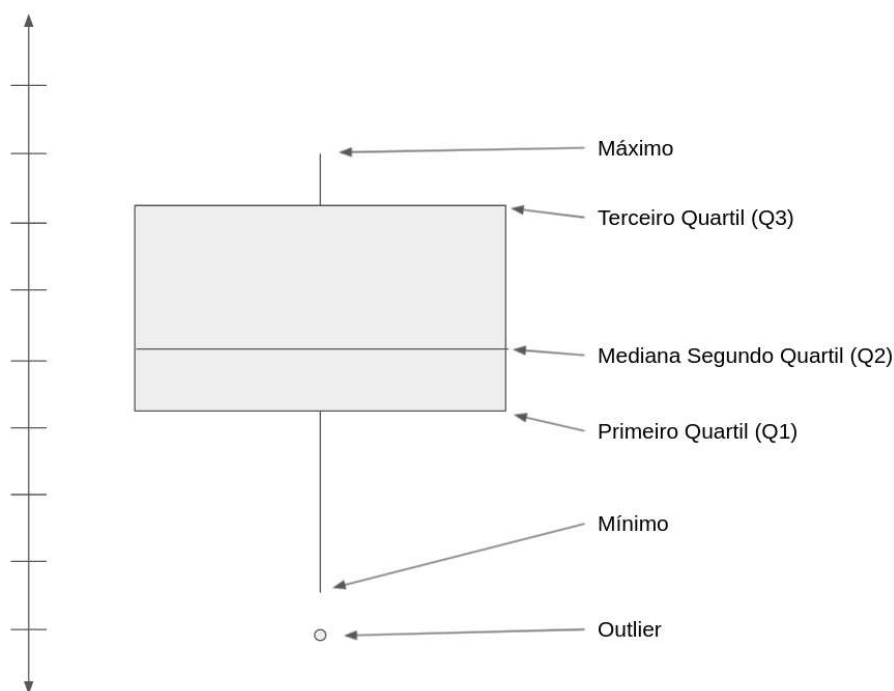 Máximo
Terceiro Quartil (Q3)
Mediana Segundo Quartil (Q2)
Primeiro Quartil (Q1)
Mínimo
Outlier